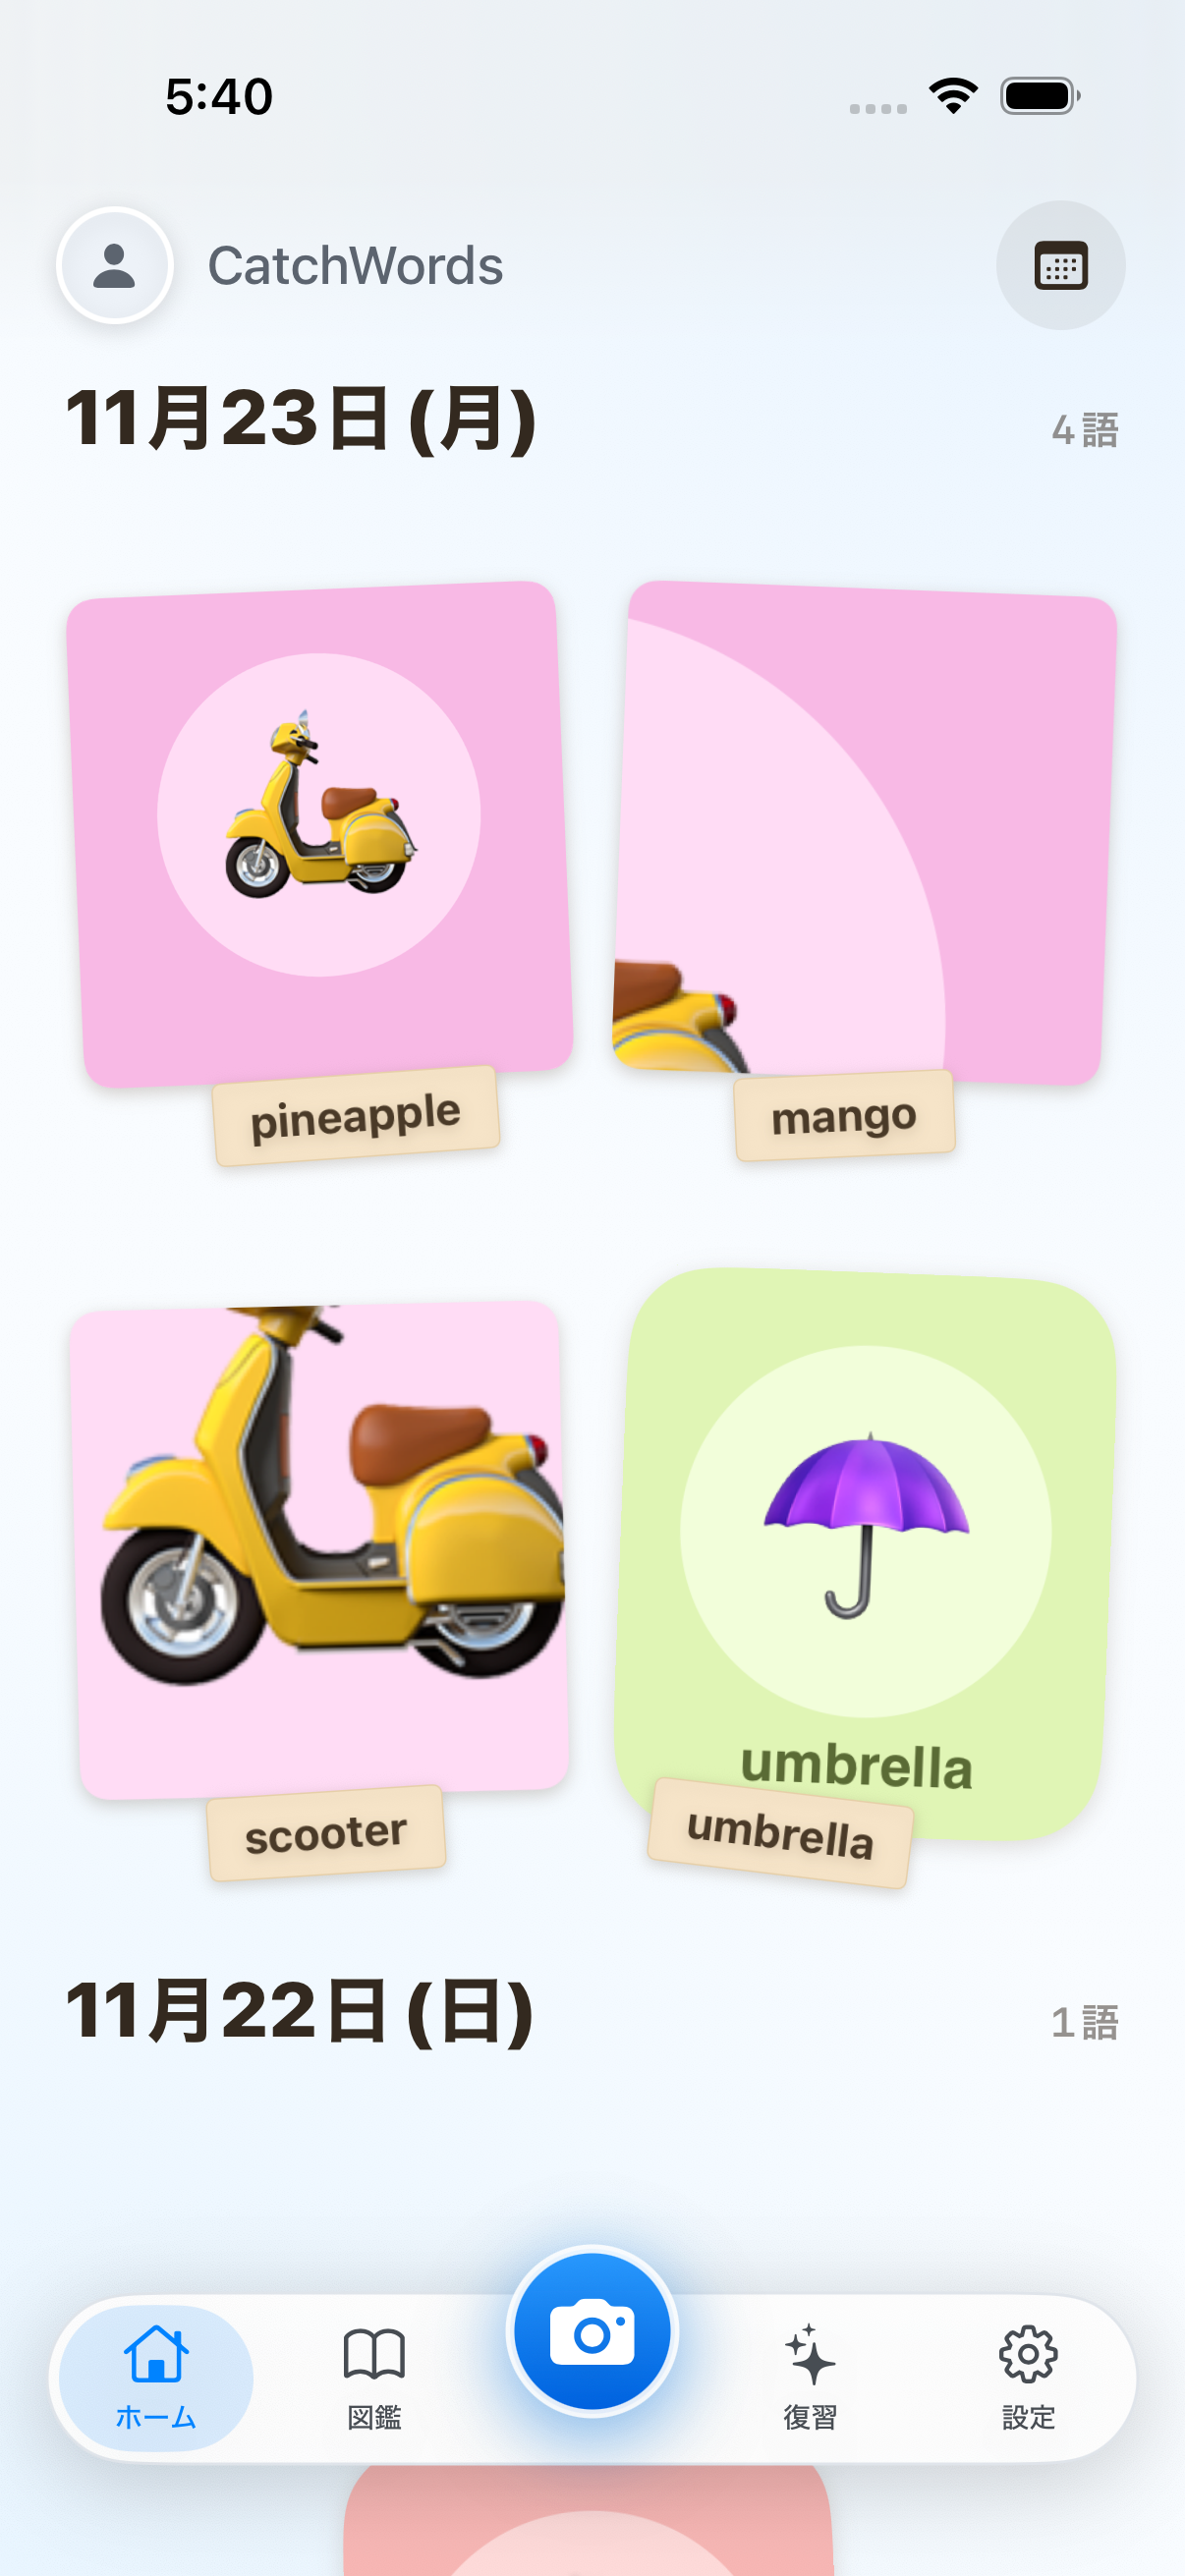 5:40
CatchWords
11月23日 (月)
4 語
pineapple
mango
scooter
umbrella
umbrella
11月22日 (日)
1 語
ホーム
図鑑
復習
設定